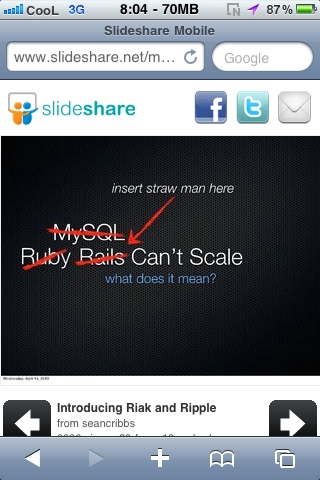 CooL 3G 8:04 - 70MB 87%
Slideshare Mobile
www.slideshare.net/m... Google
slideshare
insert straw man here
MySQL
Ruby Rails Can't Scale
what does it mean?
Wednesday, April 14, 2010
Introducing Riak and Ripple
from seancribbs